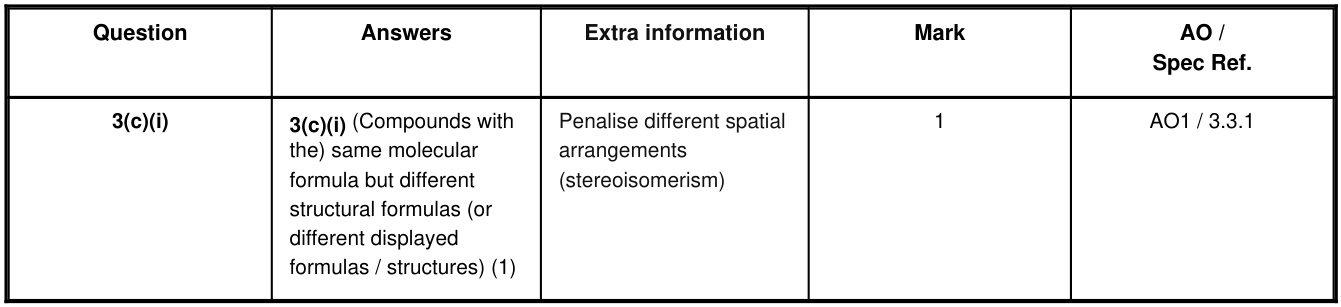 Question Answers Extra information Mark AO /
Spec Ref.
3(c)(i) 3(c)(i) (Compounds with Penalise different spatial 1 AO1 / 3.3.1
the) same molecular arrangements
formula but different (stereoisomerism)
structural formulas (or
different displayed
formulas / structures) (1)